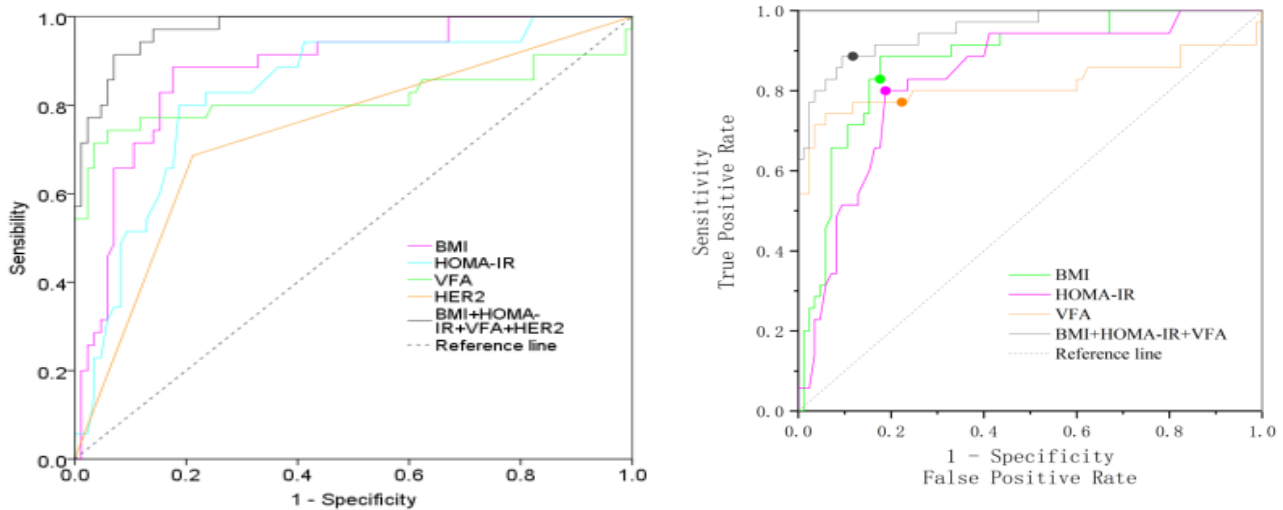 1.0
0.8
0.6
0.4
0.2
0.0
Sensibility
0.0 0.2 0.4 0.6 0.8 1.0
1 - Specificity
BMI
HOMA-IR
VFA
HER2
BMI+HOMA-
IR+VFA+HER2
Reference line
1.0
0.8
0.6
0.4
0.2
0.0
Sensitivity
True Positive Rate
0.0 0.2 0.4 0.6 0.8 1.0
1 - Specificity
False Positive Rate
BMI
HOMA-IR
VFA
BMI+HOMA-IR+VFA
Reference line